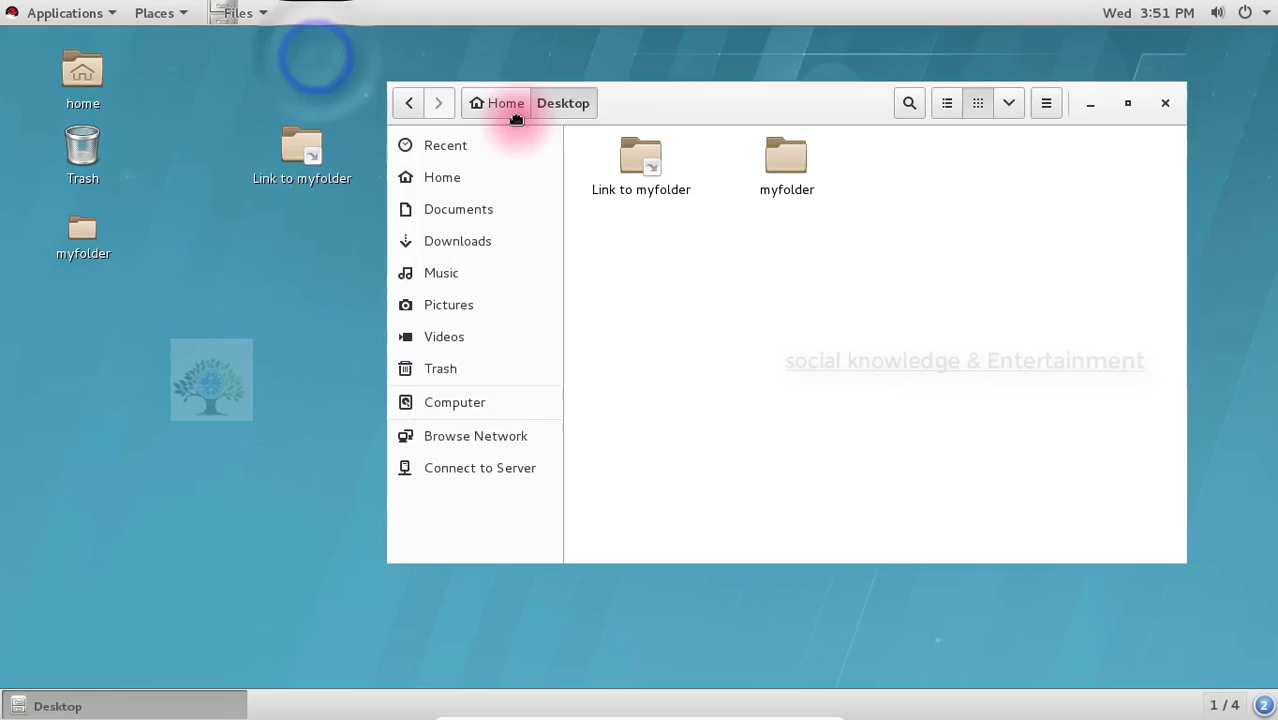 Applications Places Files Wed 3:51 PM
home
Trash
myfolder
Link to myfolder
Home Desktop
Recent
Home
Documents
Downloads
Music
Pictures
Videos
Trash
Computer
Browse Network
Connect to Server
Link to myfolder myfolder
social knowledge & Entertainment
Desktop 1 / 4 2